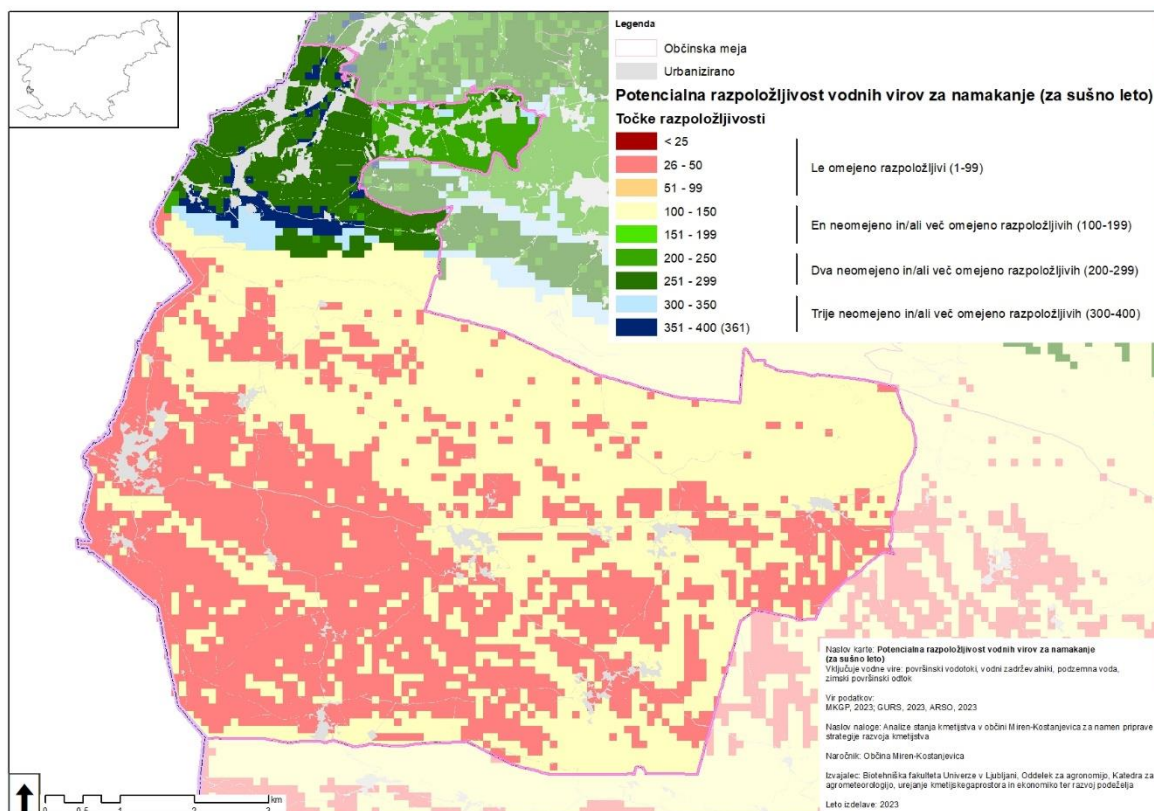 Legenda
Občinska meja
Urbanizirano
Potencialna razpoložljivost vodnih virov za namakanje (za sušno leto)
Točke razpoložljivosti
< 25
26 - 50
51 - 99
Le omejeno razpoložljivi (1-99)
100 - 150
151 - 199
En neomejeno in/ali več omejeno razpoložljivih (100-199)
200 - 250
251 - 299
Dva neomejeno in/ali več omejeno razpoložljivih (200-299)
300 - 350
351 - 400 (361)
Trije neomejeno in/ali več omejeno razpoložljivih (300-400)
Naslov karte: Potencialna razpoložljivost vodnih virov za namakanje
(za sušno leto)
Vključuje vodne vire: površinski vodotoki, vodni zadrževalniki, podzemna voda,
zimski površinski odtok
Vir podatkov:
MKGP, 2023; GURS, 2023, ARSO, 2023
Naslov naloge: Analize stanja kmetijstva v občini Miren-Kostanjevica za namen priprave
strategije razvoja kmetijstva
Naročnik: Občina Miren-Kostanjevica
Izvajalec: Biotehniška fakulteta Univerze v Ljubljani, Oddelek za agronomijo, Katedra za
agrometeorologijo, urejanje kmetijskegaprostora in ekonomiko ter razvoj podeželja
Leto izdelave: 2023
0 0,5 1 2 3 km